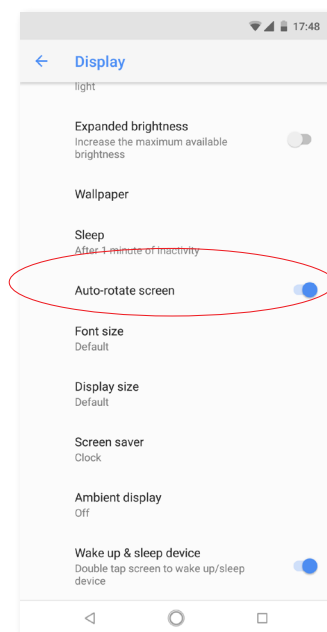 17:48
Display
light
Expanded brightness
Increase the maximum available
brightness
Wallpaper
Sleep
After 1 minute of inactivity
Auto-rotate screen
Font size
Default
Display size
Default
Screen saver
Clock
Ambient display
Off
Wake up & sleep device
Double tap screen to wake up/sleep
device